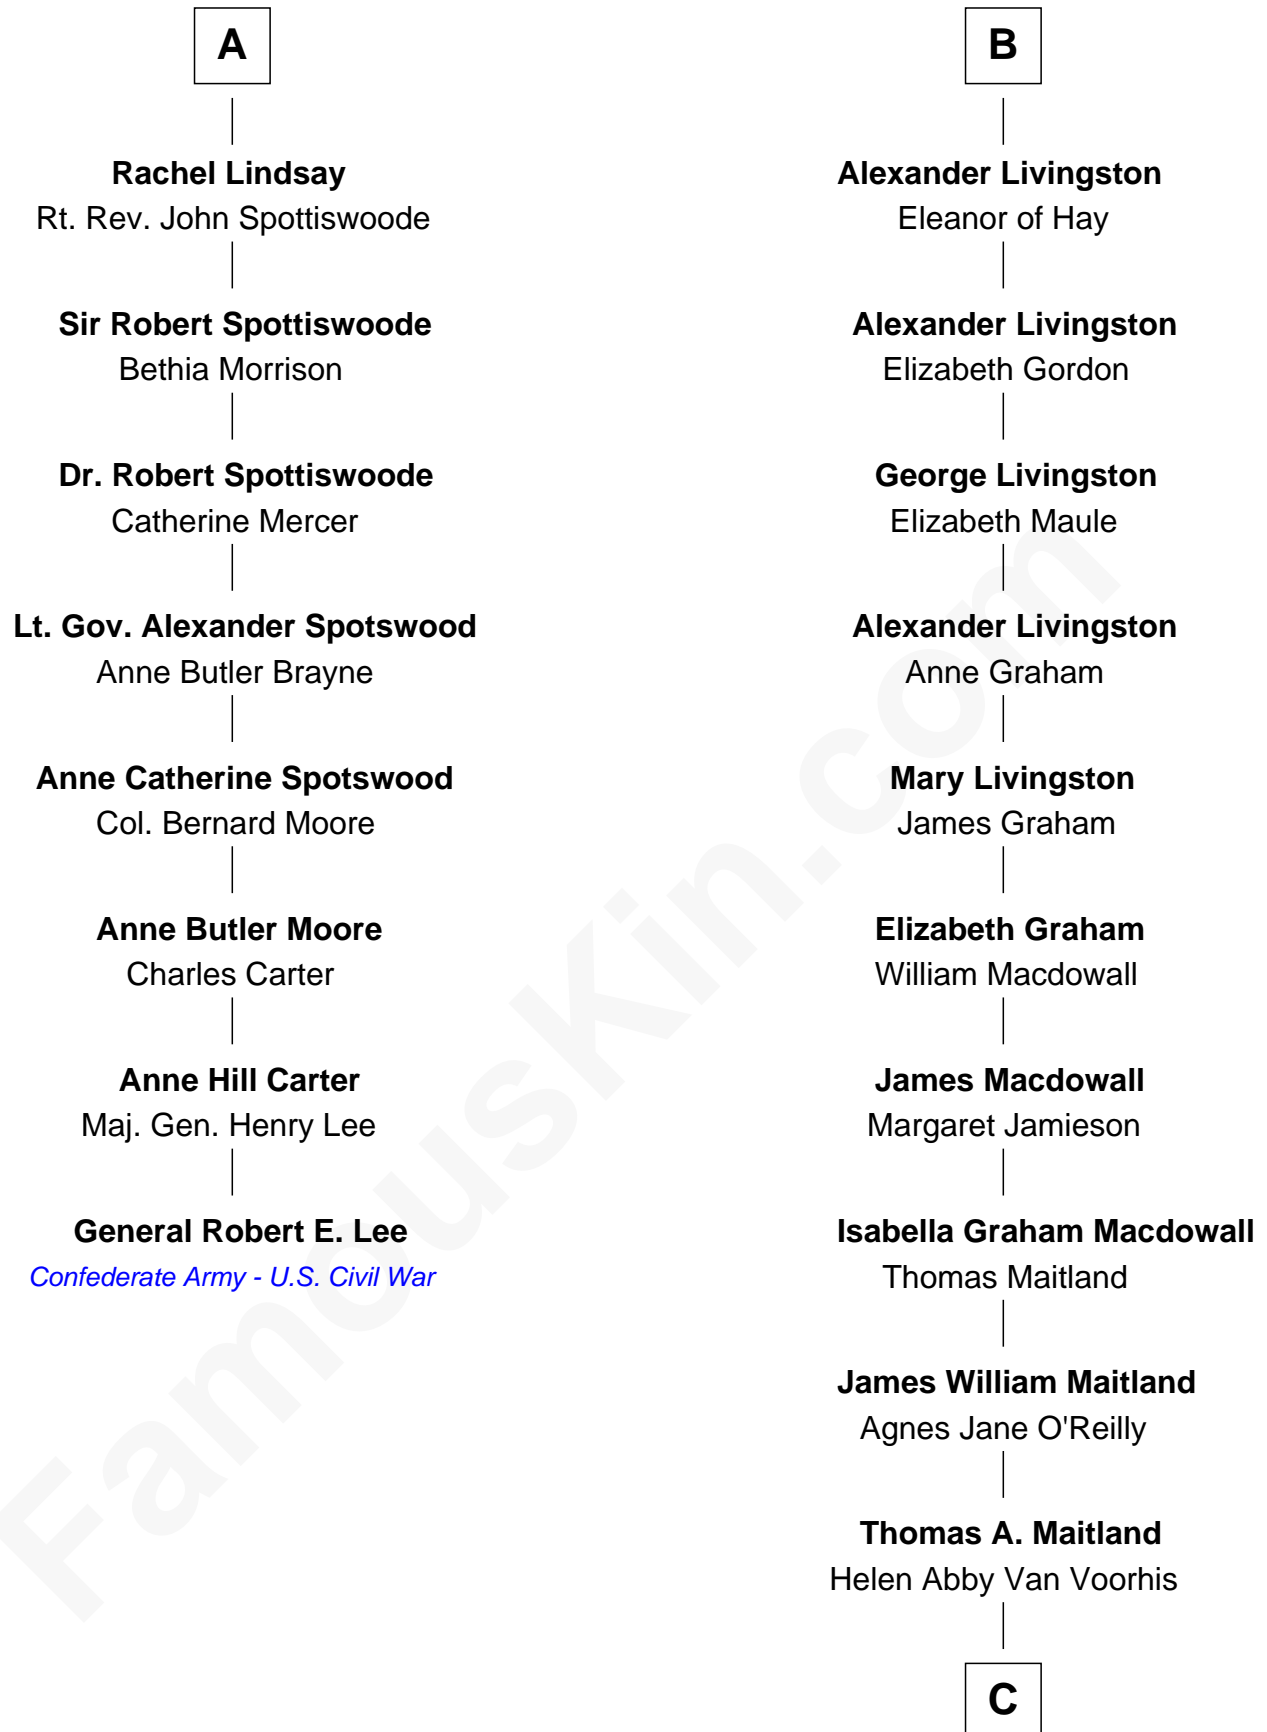 A
Rachel Lindsay
Rt. Rev. John Spottiswoode
Sir Robert Spottiswoode
Bethia Morrison
Dr. Robert Spottiswoode
Catherine Mercer
Lt. Gov. Alexander Spotswood
Anne Butler Brayne
Anne Catherine Spotswood
Col. Bernard Moore
Anne Butler Moore
Charles Carter
Anne Hill Carter
Maj. Gen. Henry Lee
General Robert E. Lee
Confederate Army - U.S. Civil War
B
Alexander Livingston
Eleanor of Hay
Alexander Livingston
Elizabeth Gordon
George Livingston
Elizabeth Maule
Alexander Livingston
Anne Graham
Mary Livingston
James Graham
Elizabeth Graham
William Macdowall
James Macdowall
Margaret Jamieson
Isabella Graham Macdowall
Thomas Maitland
James William Maitland
Agnes Jane O'Reilly
Thomas A. Maitland
Helen Abby Van Voorhis
C
FamousKin.com